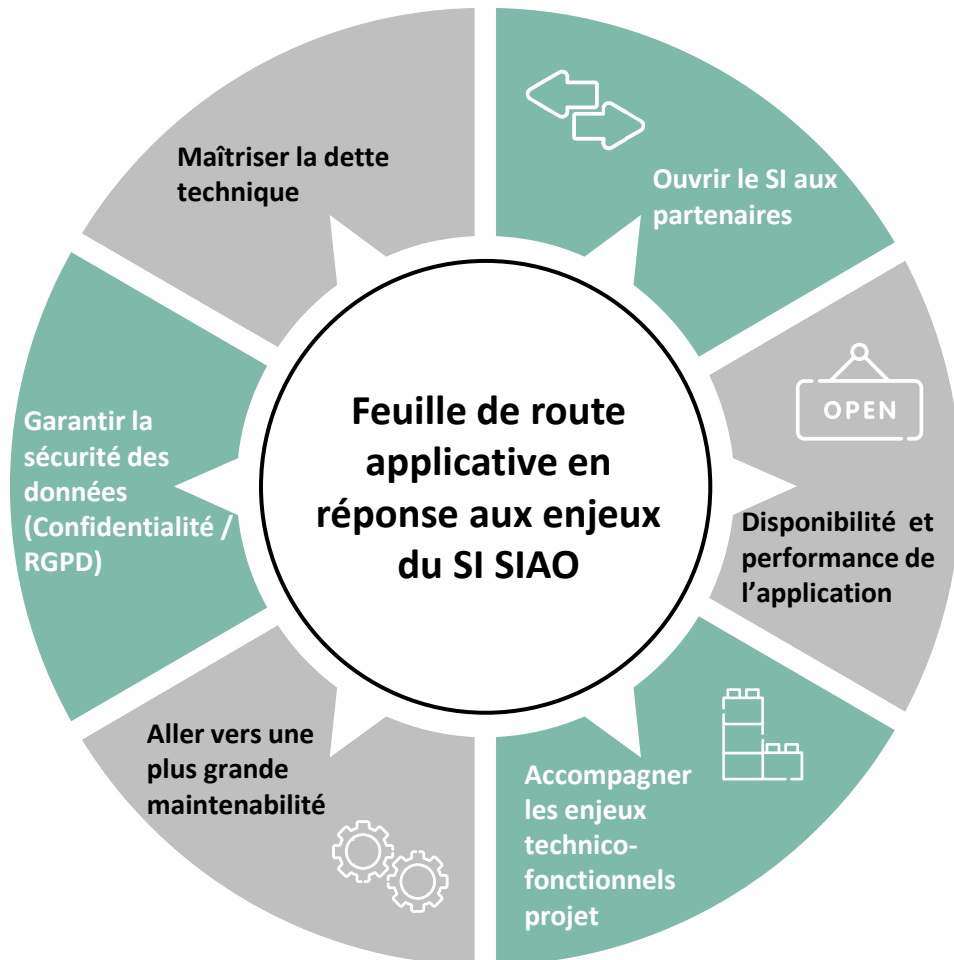 Maîtriser la dette
technique
Ouvrir le SI aux
partenaires
OPEN
Disponibilité et
performance de
l’application
Accompagner
les enjeux
technico-
fonctionnels
projet
Aller vers une
plus grande
maintenabilité
Garantir la
sécurité des
données
(Confidentialité /
RGPD)
Feuille de route
applicative en
réponse aux enjeux
du SI SIAO